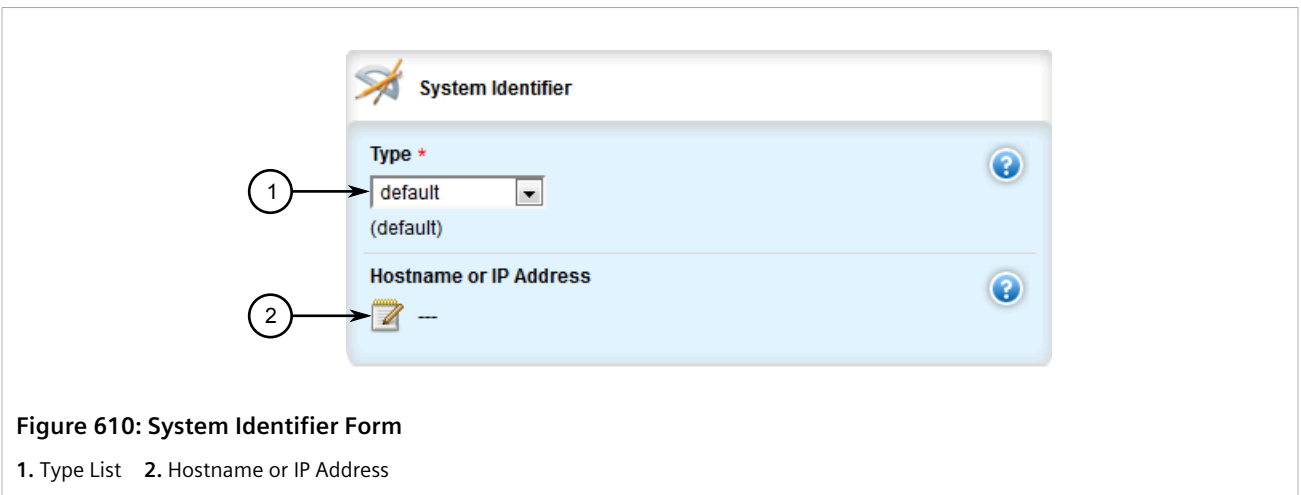 System Identifier
Type *
1
default
(default)
Hostname or IP Address
2
---
Figure 610: System Identifier Form
1. Type List 2. Hostname or IP Address